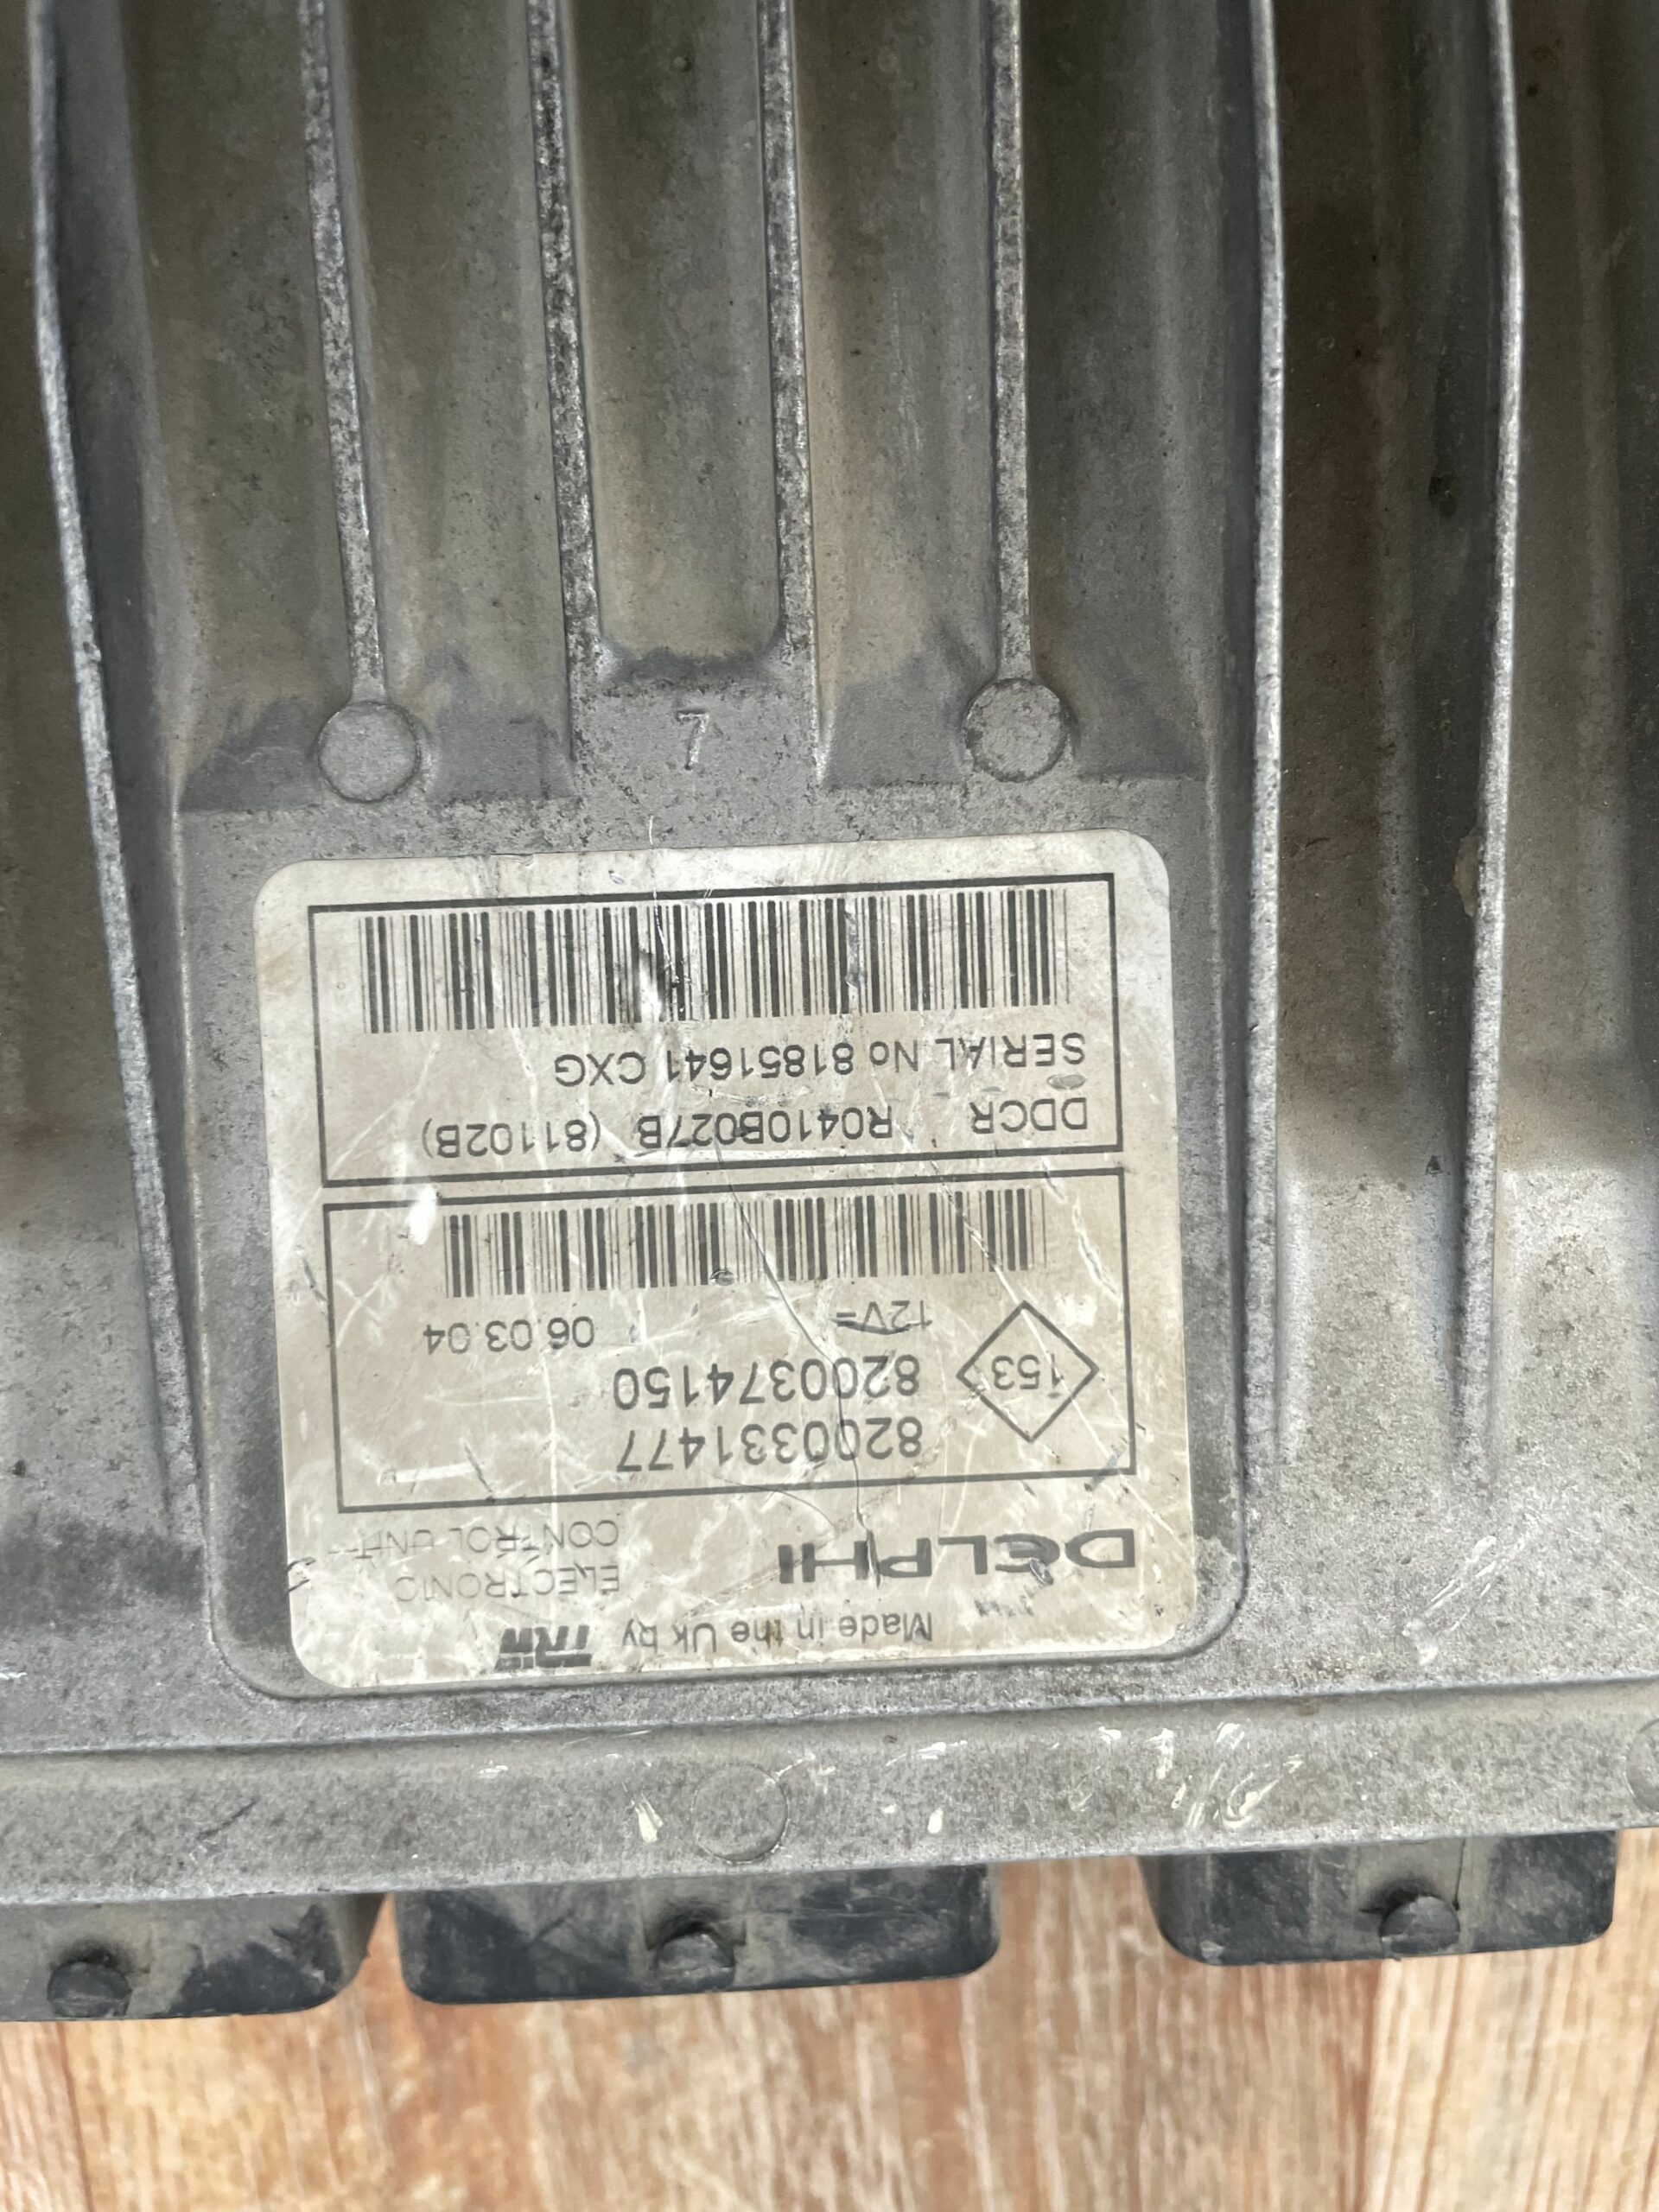 Made in the Uk by TRW
DELPHI
ELECTRONIC
CONTROL UNIT
8200331477
153
8200374150
12V=
06.03.04
DDCR R0410B027B (81102B)
SERIAL No 81851641 CXG
7